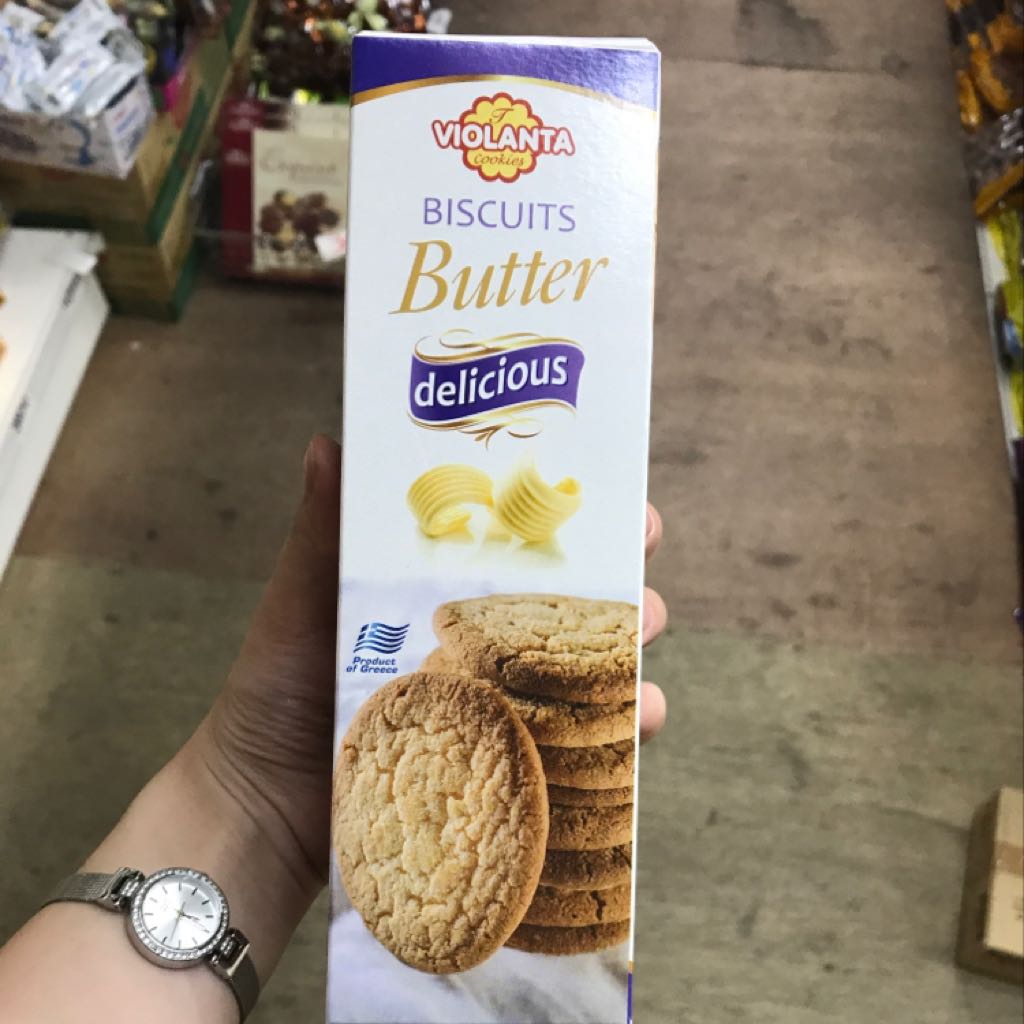 T
VIOLANTA
cookies
BISCUITS
Butter
delicious
Product
of Greece